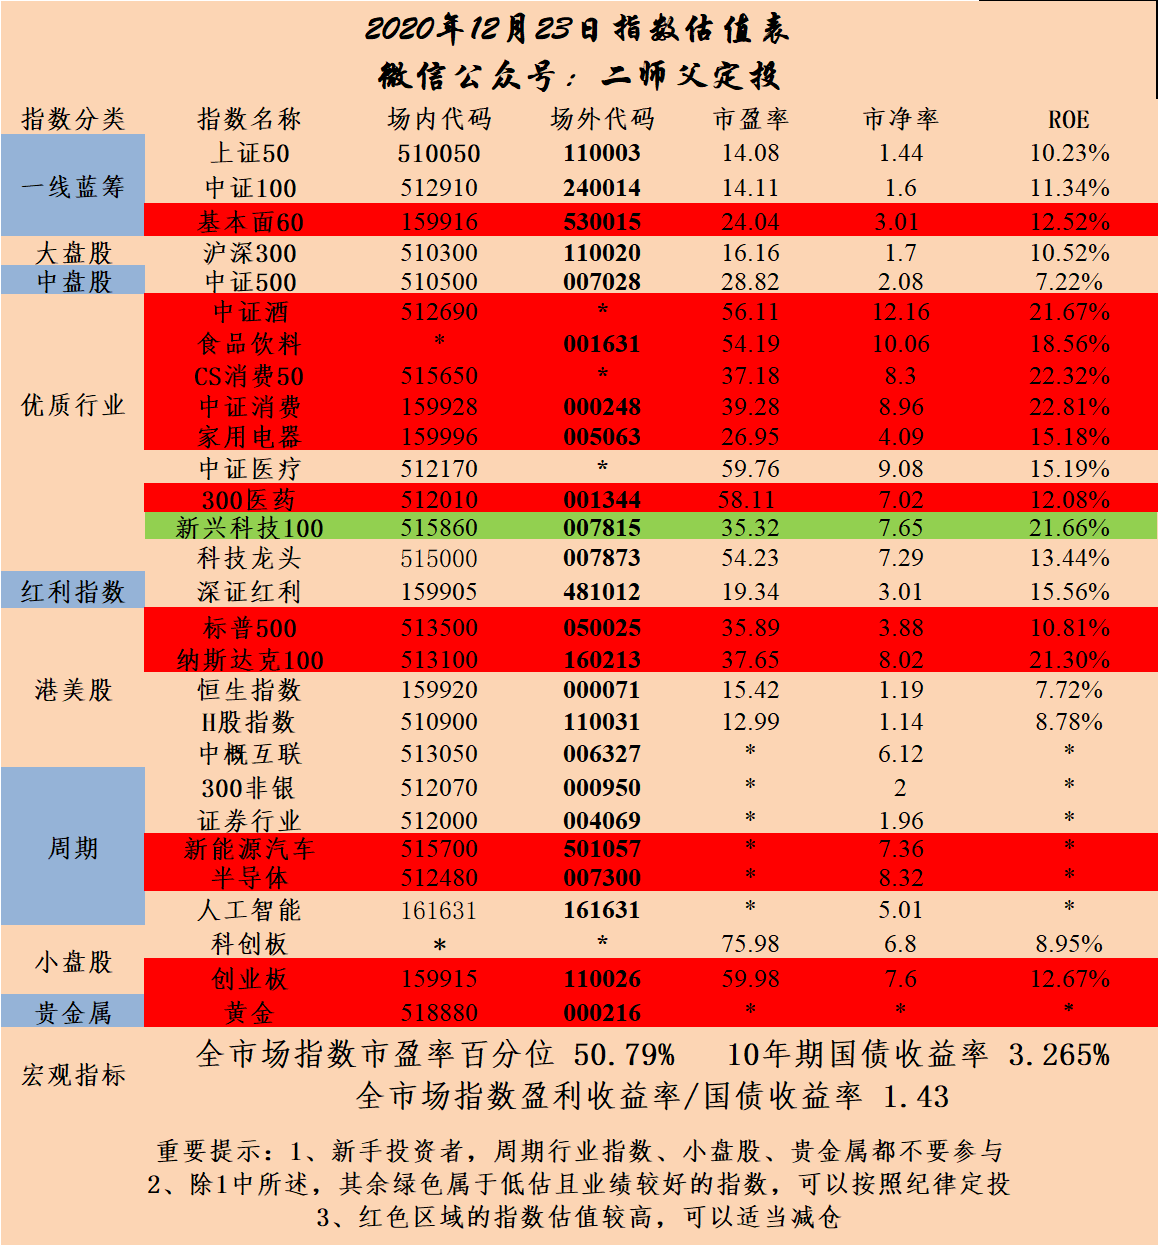 2020年12月23日指数估值表
微信公众号：二师父定投
指数分类 指数名称 场内代码 场外代码 市盈率 市净率 ROE
一线蓝筹
上证50 510050 110003 14.08 1.44 10.23%
中证100 512910 240014 14.11 1.6 11.34%
基本面60 159916 530015 24.04 3.01 12.52%
大盘股 沪深300 510300 110020 16.16 1.7 10.52%
中盘股 中证500 510500 007028 28.82 2.08 7.22%
优质行业
中证酒 512690 * 56.11 12.16 21.67%
食品饮料 * 001631 54.19 10.06 18.56%
CS消费50 515650 * 37.18 8.3 22.32%
中证消费 159928 000248 39.28 8.96 22.81%
家用电器 159996 005063 26.95 4.09 15.18%
中证医疗 512170 * 59.76 9.08 15.19%
300医药 512010 001344 58.11 7.02 12.08%
新兴科技100 515860 007815 35.32 7.65 21.66%
科技龙头 515000 007873 54.23 7.29 13.44%
红利指数 深证红利 159905 481012 19.34 3.01 15.56%
港美股
标普500 513500 050025 35.89 3.88 10.81%
纳斯达克100 513100 160213 37.65 8.02 21.30%
恒生指数 159920 000071 15.42 1.19 7.72%
H股指数 510900 110031 12.99 1.14 8.78%
中概互联 513050 006327 * 6.12 *
周期
300非银 512070 000950 * 2 *
证券行业 512000 004069 * 1.96 *
新能源汽车 515700 501057 * 7.36 *
半导体 512480 007300 * 8.32 *
人工智能 161631 161631 * 5.01 *
小盘股
科创板 * * 75.98 6.8 8.95%
创业板 159915 110026 59.98 7.6 12.67%
贵金属 黄金 518880 000216 * * *
宏观指标
全市场指数市盈率百分位 50.79% 10年期国债收益率 3.265%
全市场指数盈利收益率/国债收益率 1.43
重要提示：1、新手投资者，周期行业指数、小盘股、贵金属都不要参与
2、除1中所述，其余绿色属于低估且业绩较好的指数，可以按照纪律定投
3、红色区域的指数估值较高，可以适当减仓